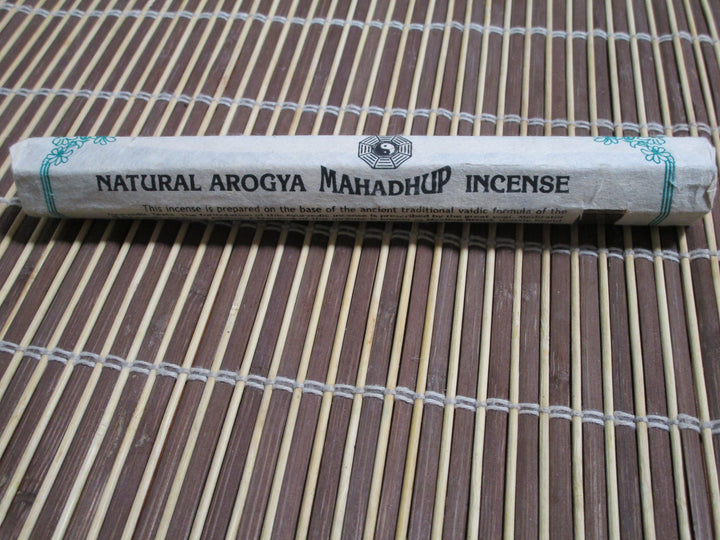 NATURAL AROGYA MAHADHUP INCENSE
This incense is prepared on the base of the ancient traditional vaidic formula of the